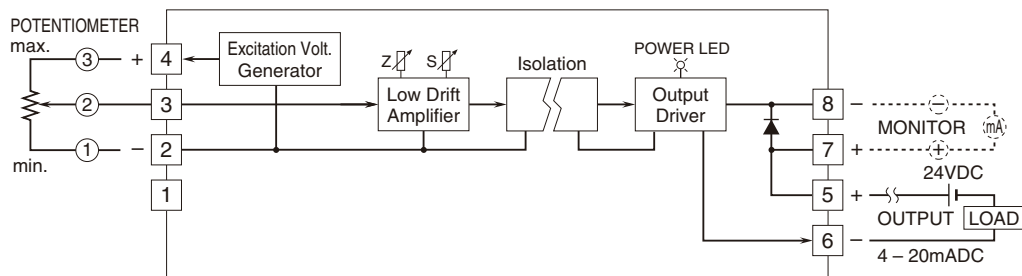 POTENTIOMETER
max.
3 + 4
Excitation Volt.
Generator
Z S
2 3
Low Drift
Amplifier
Isolation
POWER LED
Output
Driver
8 − −
MONITOR mA
7 + +
1 − 2
min.
1
24VDC
5 +
OUTPUT LOAD
6 −
4 – 20mADC